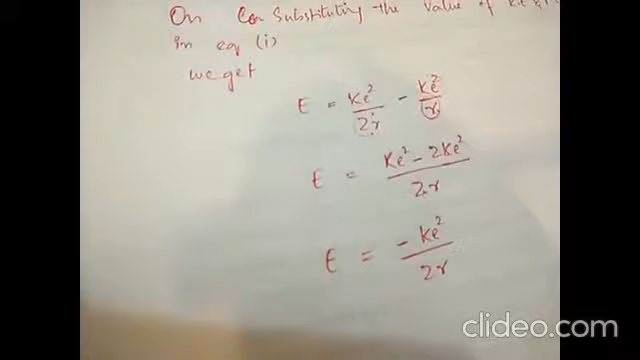 On Substituting the value of K.E
in eq (i)
we get
E = Ke²/2r - Ke²/r
E = Ke² - 2Ke²/2r
E = -Ke²/2r
clideo.com